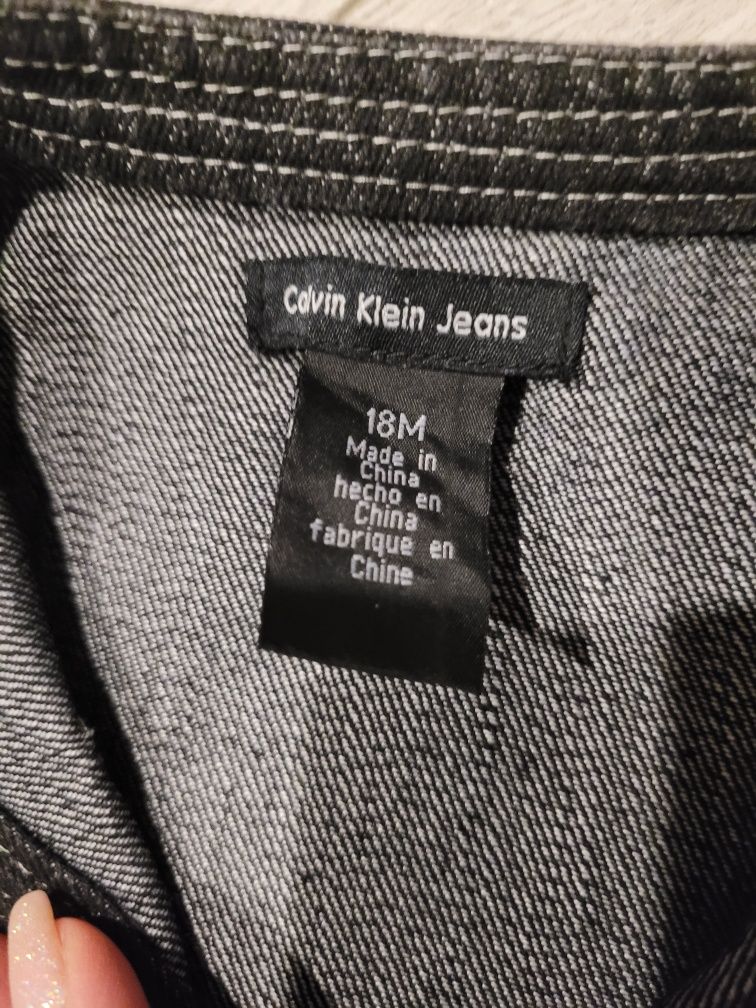 Calvin Klein Jeans
18M
Made in
China
hecho en
China
fabrique en
Chine